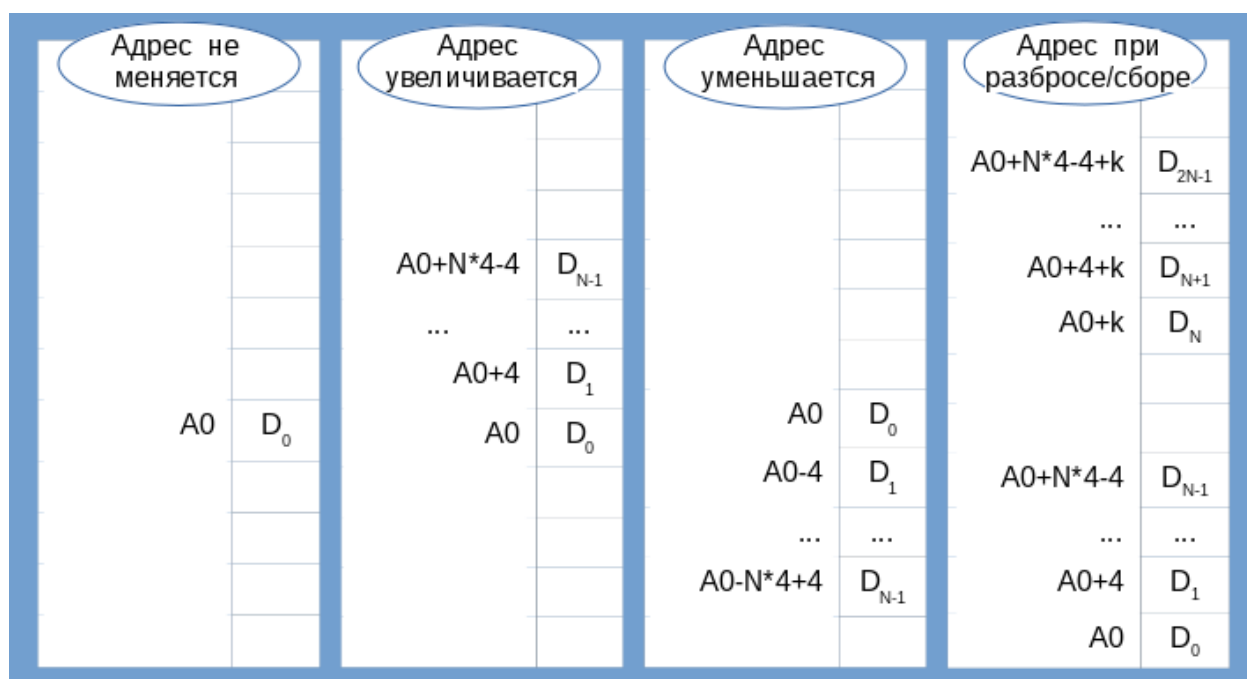 Адрес не
меняется
A0 D0
Адрес
увеличивается
A0+N*4-4 DN-1
... ...
A0+4 D1
A0 D0
Адрес
уменьшается
A0 D0
A0-4 D1
... ...
A0-N*4+4 DN-1
Адрес при
разбросе/сборе
A0+N*4-4+k D2N-1
... ...
A0+4+k DN+1
A0+k DN
A0+N*4-4 DN-1
... ...
A0+4 D1
A0 D0